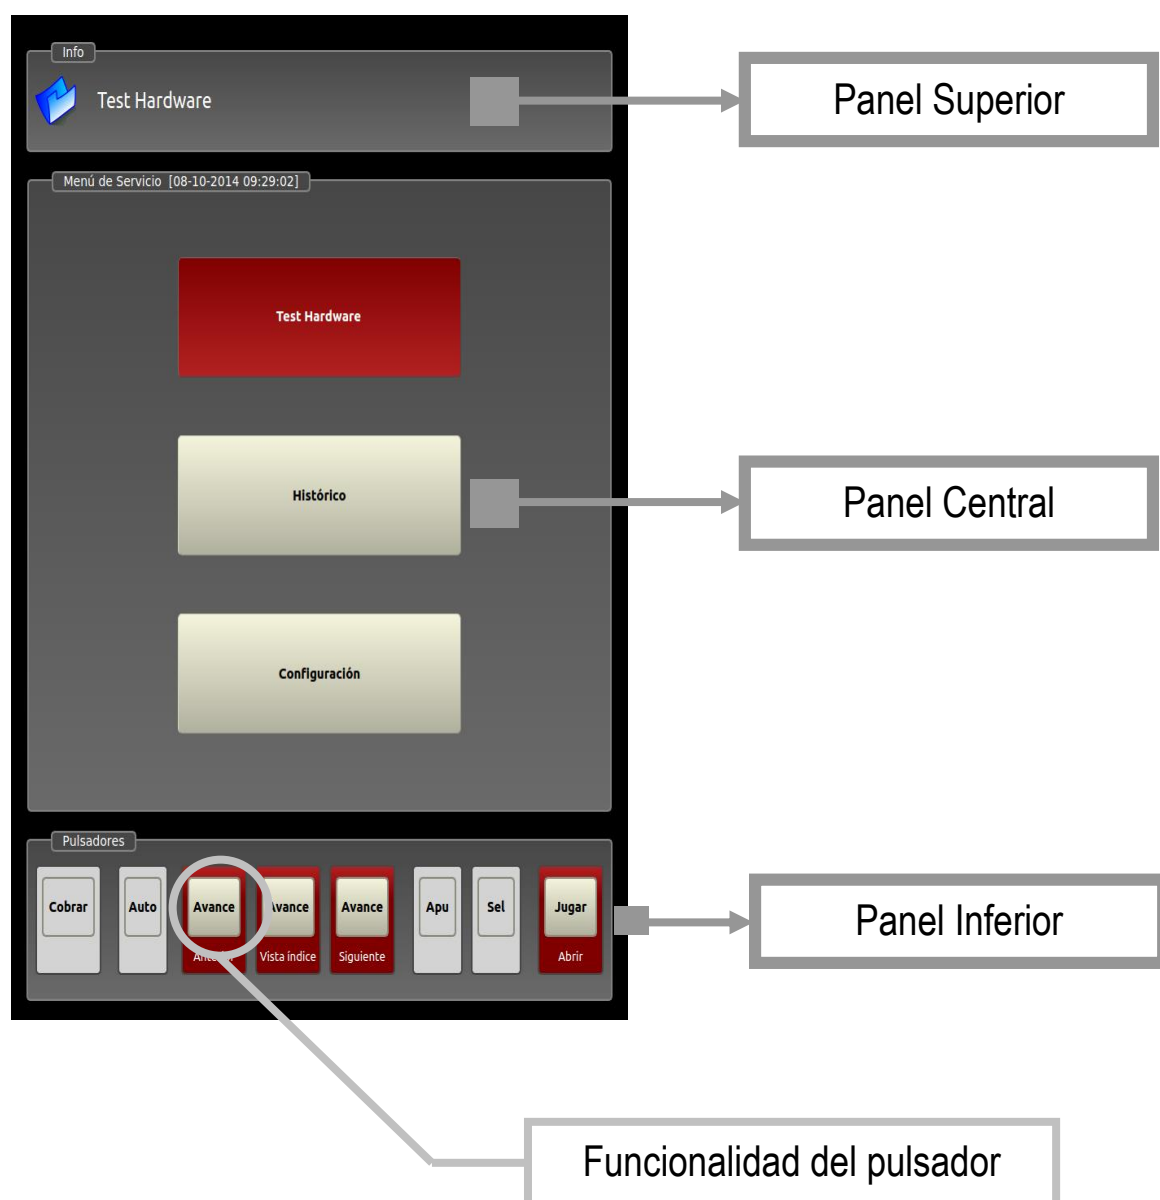 Info
Test Hardware
Panel Superior
Menú de Servicio [08-10-2014 09:29:02]
Test Hardware
Histórico
Panel Central
Configuración
Pulsadores
Cobrar
Auto
Avance
Avance
Avance
Apu
Sel
Jugar
Panel Inferior
Vista índice
Siguiente
Abrir
Funcionalidad del pulsador